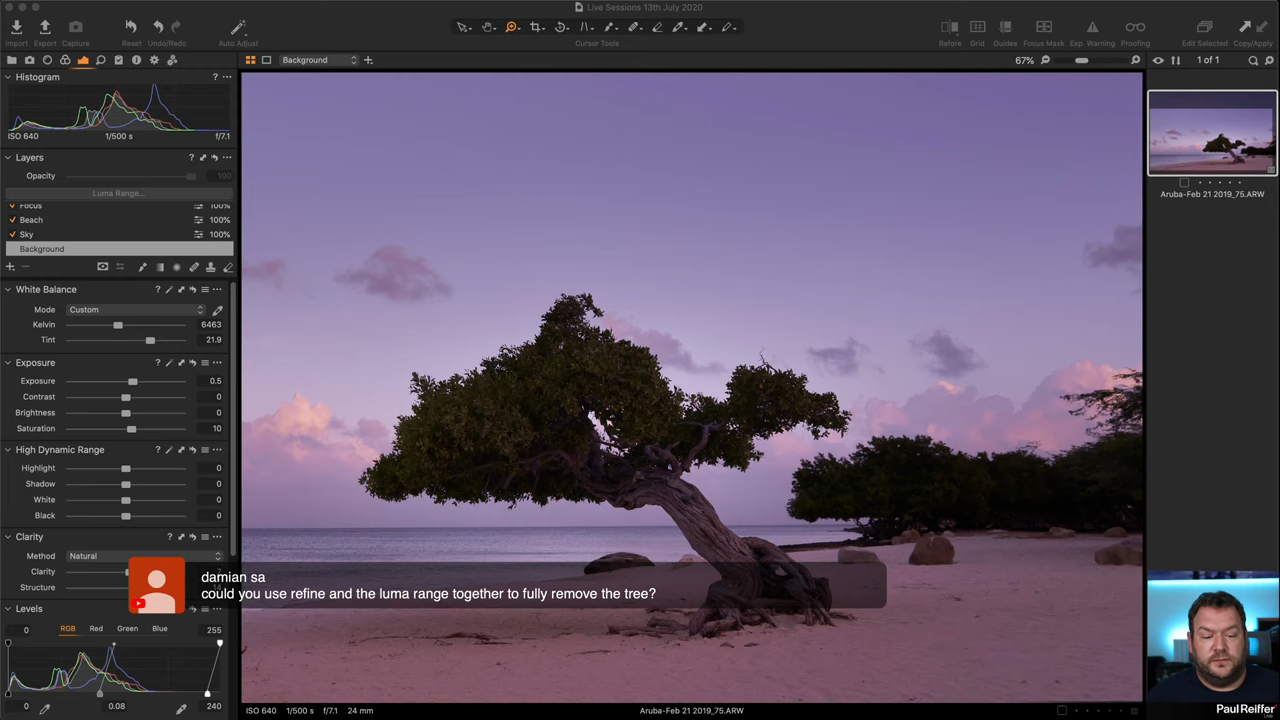 Live Sessions 13th July 2020
Import Export Capture Reset Undo/Redo Auto Adjust Cursor Tools Before Grid Guides Focus Mask Exp. Warning Proofing Edit Selected Copy/Apply
Background 67% 1 of 1
Histogram
ISO 640 1/500 s f/7.1
Layers
Opacity 100
Luma Range...
Focus 100%
Beach 100%
Sky 100%
Background
White Balance
Mode Custom
Kelvin 6463
Tint 21.9
Exposure
Exposure 0.5
Contrast 0
Brightness 0
Saturation 10
High Dynamic Range
Highlight 0
Shadow 0
White 0
Black 0
Clarity
Method Natural
Clarity
Structure
Levels
0 RGB Red Green Blue 255
0 0.08 240
damian sa
could you use refine and the luma range together to fully remove the tree?
ISO 640 1/500 s f/7.1 24 mm Aruba-Feb 21 2019_75.ARW
Aruba-Feb 21 2019_75.ARW
Paul Reiffer
Live